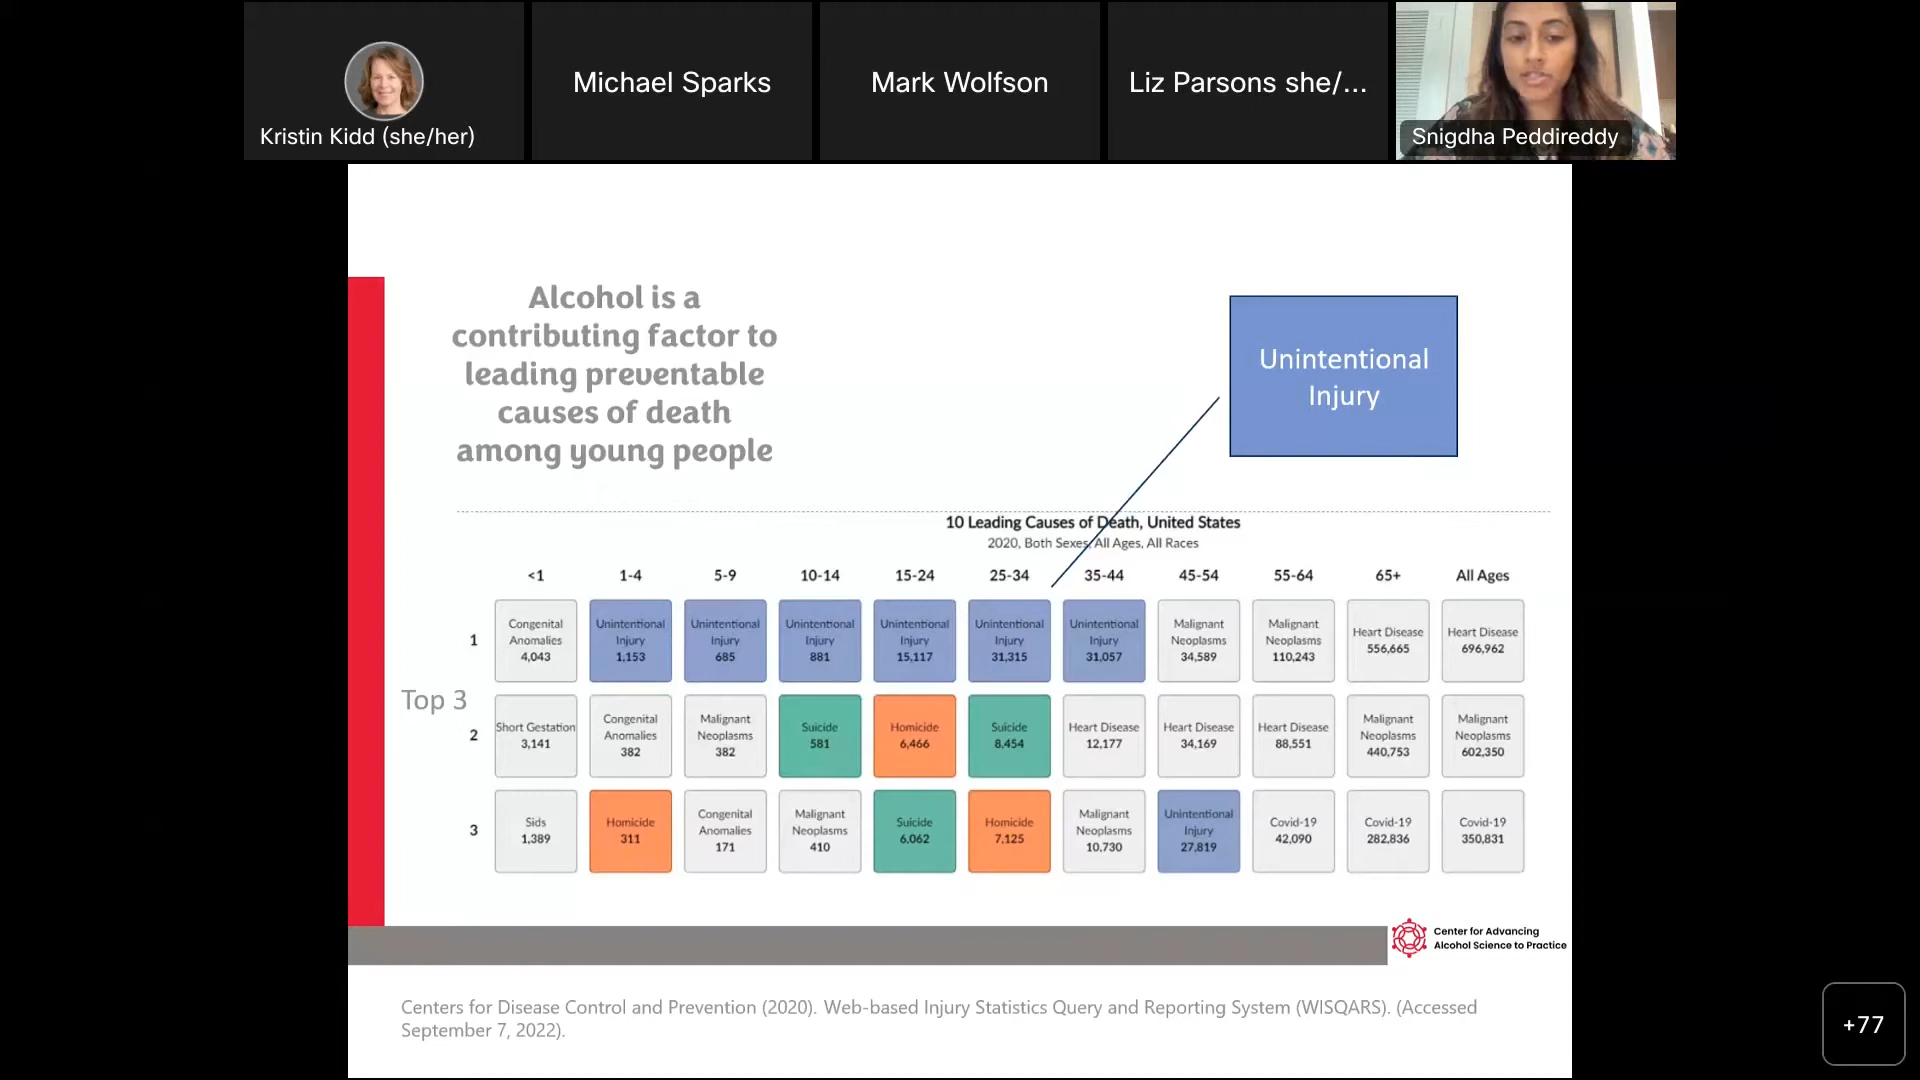 Kristin Kidd (she/her)
Michael Sparks
Mark Wolfson
Liz Parsons she/...
Snigdha Peddireddy
Alcohol is a
contributing factor to
leading preventable
causes of death
among young people
Unintentional
Injury
10 Leading Causes of Death, United States
2020, Both Sexes, All Ages, All Races
<1 1-4 5-9 10-14 15-24 25-34 35-44 45-54 55-64 65+ All Ages
Top 3
1
Congenital
Anomalies
4,043
Unintentional
Injury
1,153
Unintentional
Injury
685
Unintentional
Injury
881
Unintentional
Injury
15,117
Unintentional
Injury
31,315
Unintentional
Injury
31,057
Malignant
Neoplasms
34,589
Malignant
Neoplasms
110,243
Heart Disease
556,665
Heart Disease
696,962
2
Short Gestation
3,141
Congenital
Anomalies
382
Malignant
Neoplasms
382
Suicide
581
Homicide
6,466
Suicide
8,454
Heart Disease
12,177
Heart Disease
34,169
Heart Disease
88,551
Malignant
Neoplasms
440,753
Malignant
Neoplasms
602,350
3
Sids
1,389
Homicide
311
Congenital
Anomalies
171
Malignant
Neoplasms
410
Suicide
6,062
Homicide
7,125
Malignant
Neoplasms
10,730
Unintentional
Injury
27,819
Covid-19
42,090
Covid-19
282,836
Covid-19
350,831
Center for Advancing
Alcohol Science to Practice
Centers for Disease Control and Prevention (2020). Web-based Injury Statistics Query and Reporting System (WISQARS). (Accessed
September 7, 2022).
+77